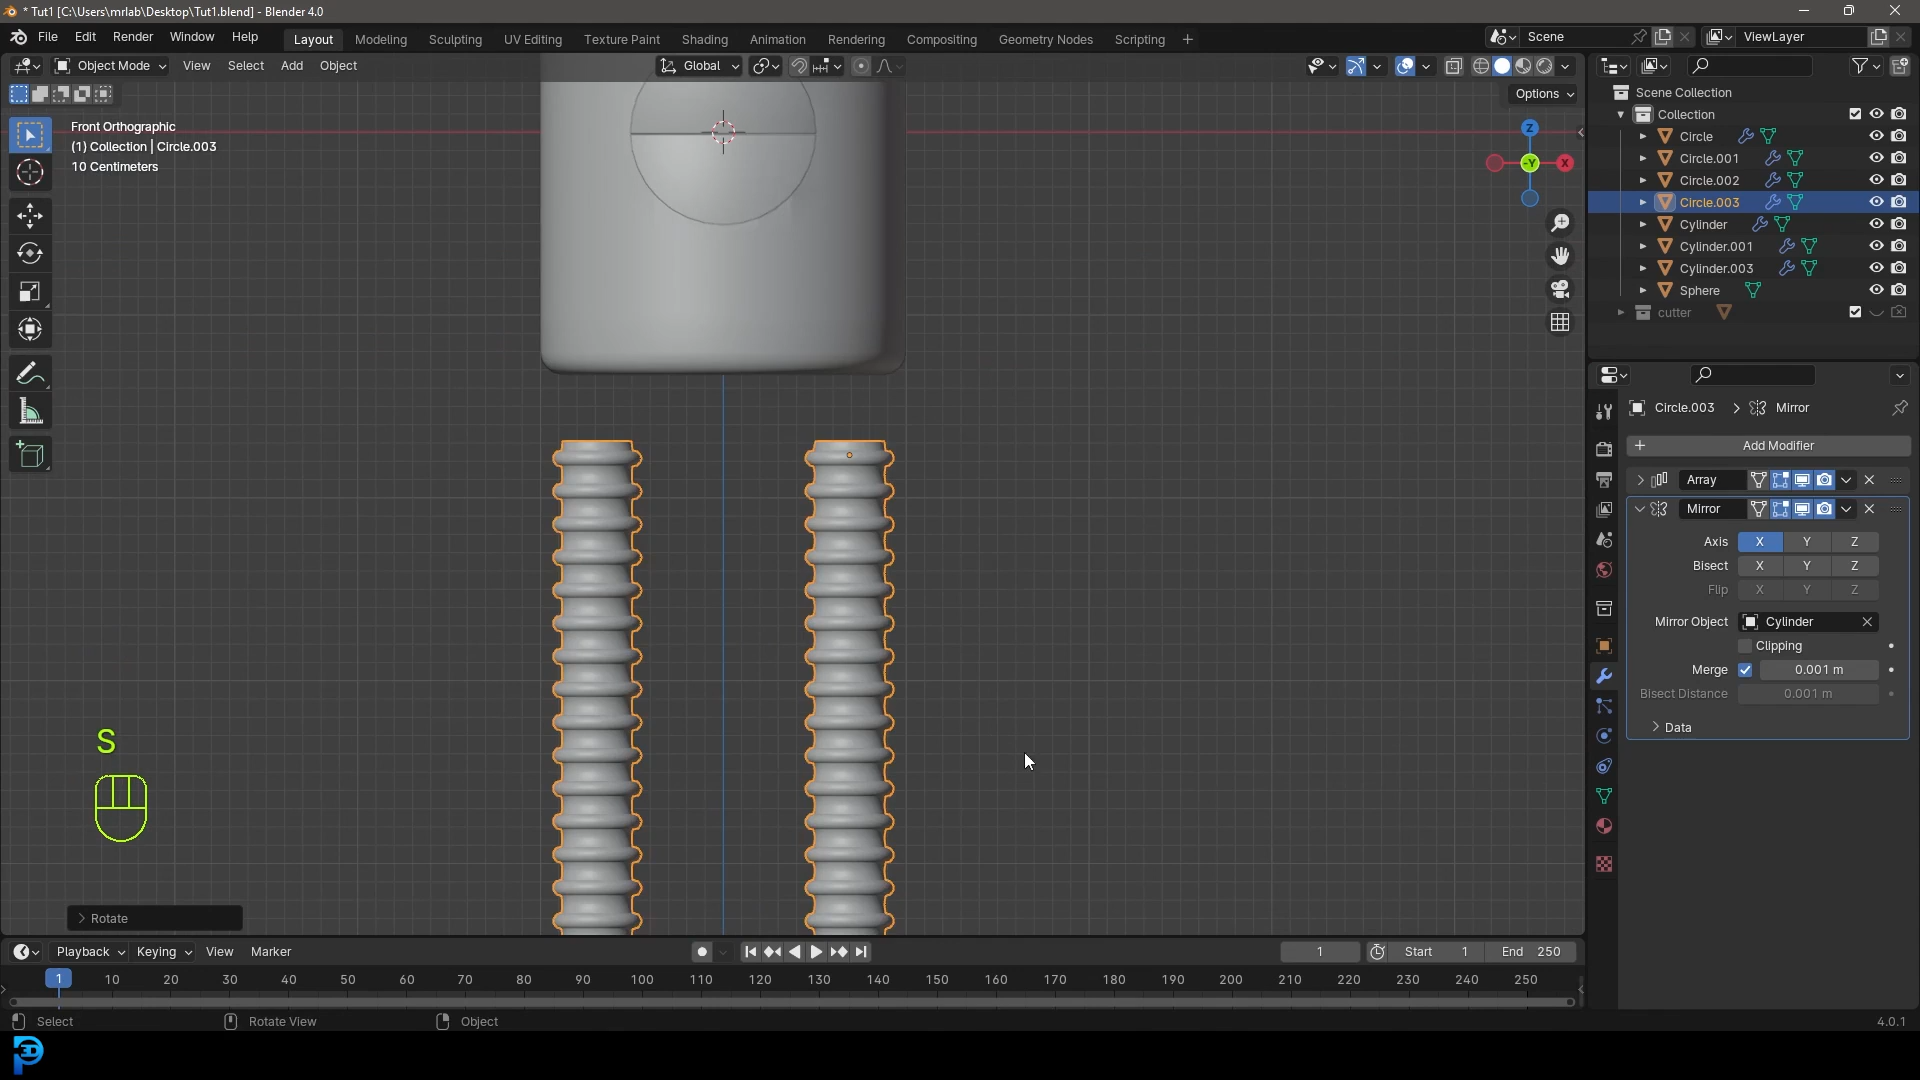 * Tut1 [C:\Users\mrlab\Desktop\Tut1.blend] - Blender 4.0
File Edit Render Window Help Layout Modeling Sculpting UV Editing Texture Paint Shading Animation Rendering Compositing Geometry Nodes Scripting + Scene ViewLayer
Object Mode View Select Add Object Global
Options
Front Orthographic
(1) Collection | Circle.003
10 Centimeters
Z
-Y
X
S
Rotate
Scene Collection
Collection
Circle
Circle.001
Circle.002
Circle.003
Cylinder
Cylinder.001
Cylinder.003
Sphere
cutter
Circle.003 > Mirror
+ Add Modifier
Array
Mirror
Axis X Y Z
Bisect X Y Z
Flip X Y Z
Mirror Object Cylinder
Clipping
Merge 0.001 m
Bisect Distance 0.001 m
Data
Playback Keying View Marker 1 Start 1 End 250
1 10 20 30 40 50 60 70 80 90 100 110 120 130 140 150 160 170 180 190 200 210 220 230 240 250
Select Rotate View Object 4.0.1
3D